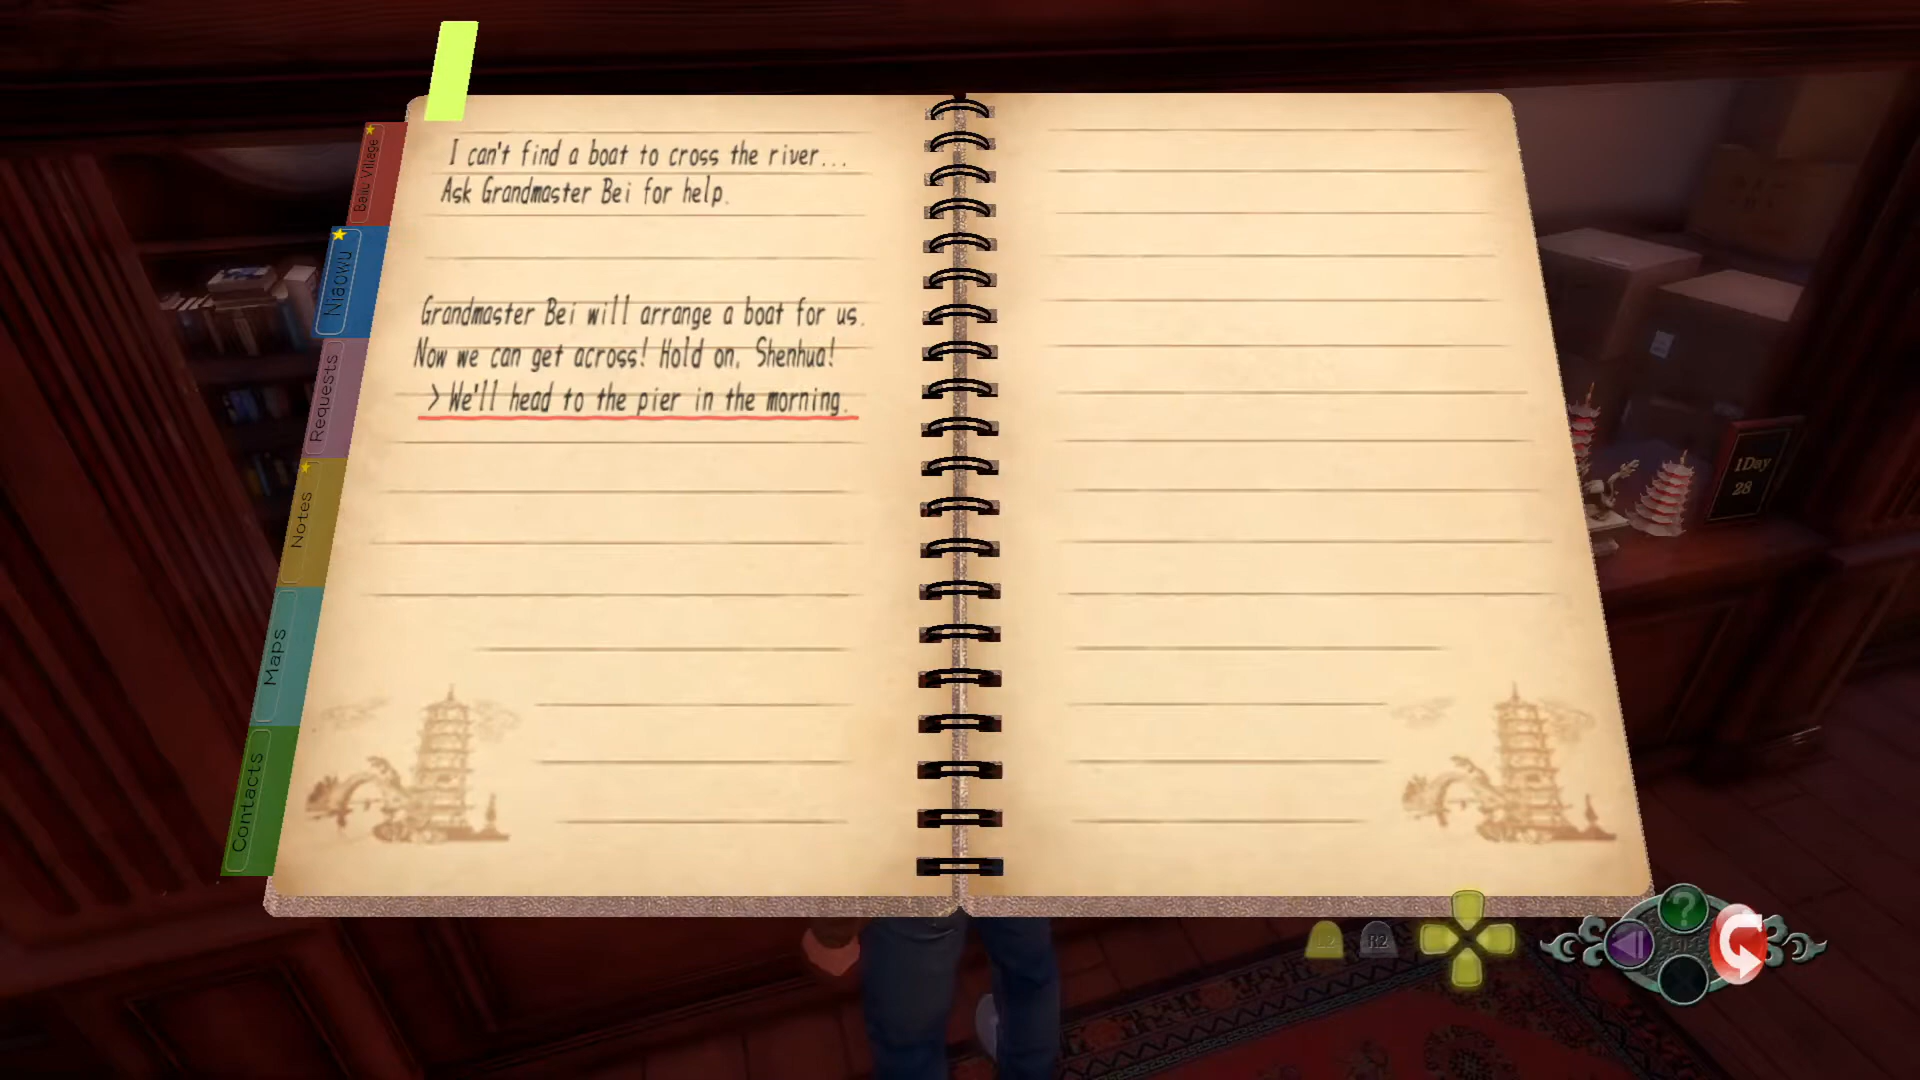 I can't find a boat to cross the river...
Ask Grandmaster Bei for help.
Grandmaster Bei will arrange a boat for us.
Now we can get across! Hold on, Shenhua!
> We'll head to the pier in the morning.
Bailu Village
Niaowu
Requests
Notes
Maps
Contacts
1Day
28
L2
R2
?